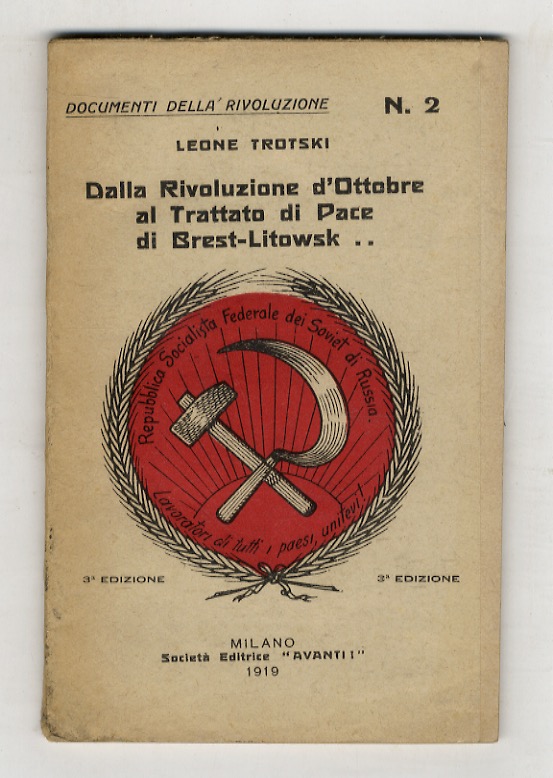 DOCUMENTI DELLA RIVOLUZIONE
N. 2
LEONE TROTSKI
Dalla Rivoluzione d'Ottobre
al Trattato di Pace
di Brest-Litowsk ..
Repubblica Socialista Federale dei Soviet di Russia.
Lavoratori di tutti i paesi, unitevi!
3ª EDIZIONE
3ª EDIZIONE
MILANO
Società Editrice "AVANTI!"
1919